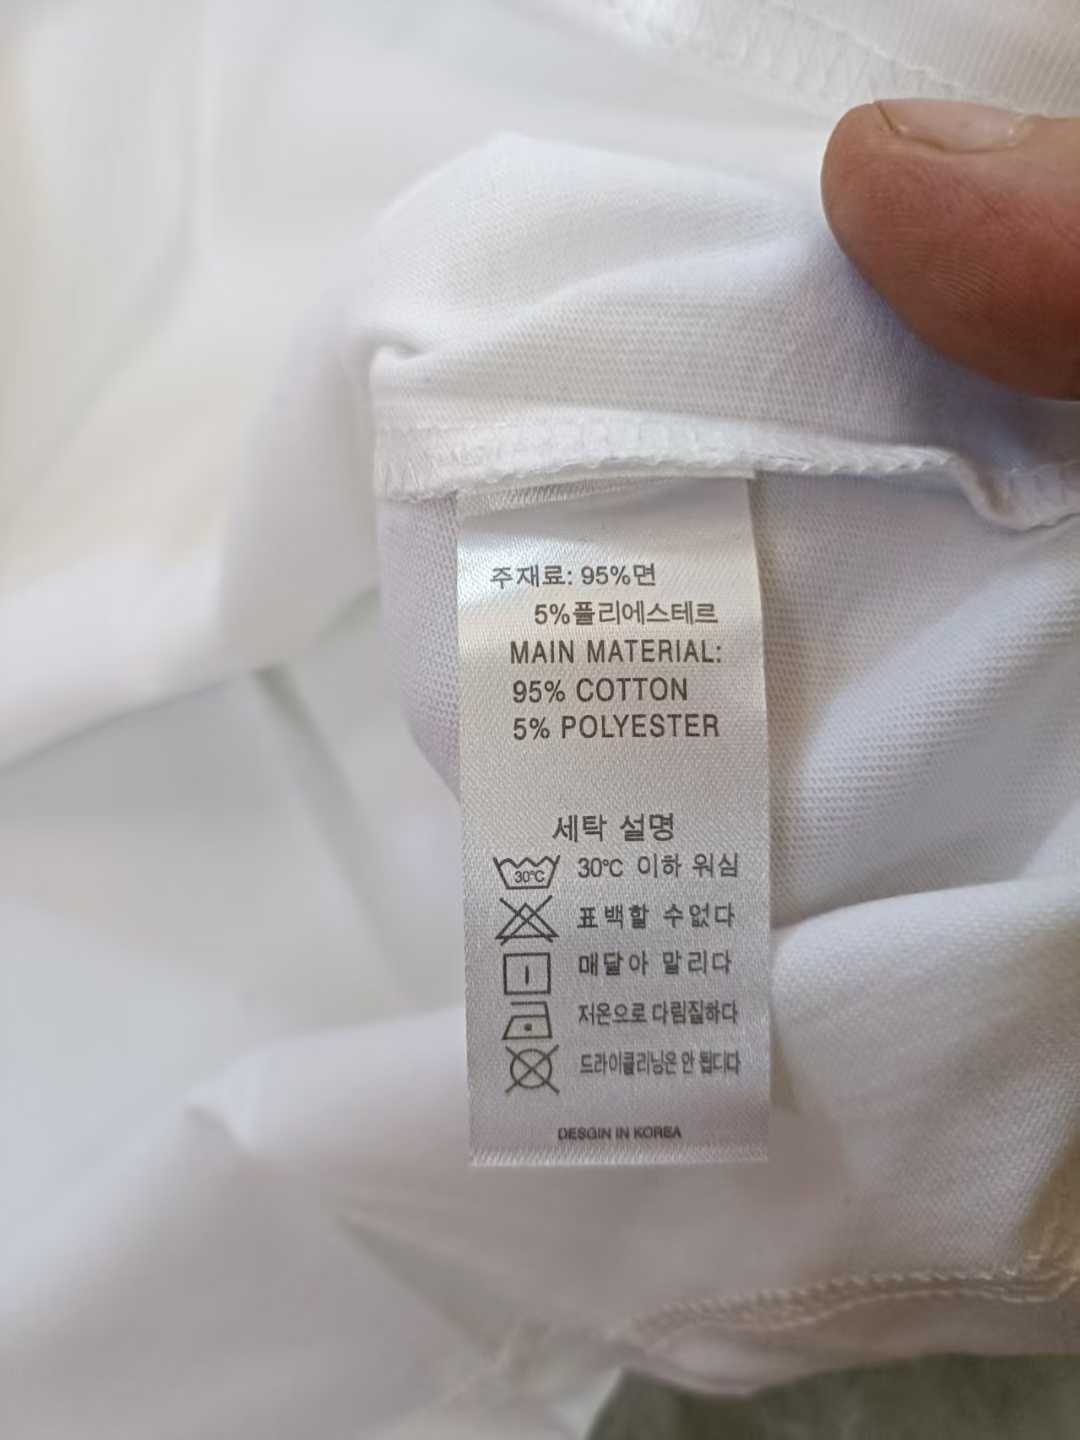 주재료: 95%면
5%폴리에스테르
MAIN MATERIAL:
95% COTTON
5% POLYESTER
세탁 설명
30℃ 30℃ 이하 워싱
표백할 수없다
매달아 말리다
저온으로 다림질하다
드라이클리닝은 안 됩디다
DESGIN IN KOREA